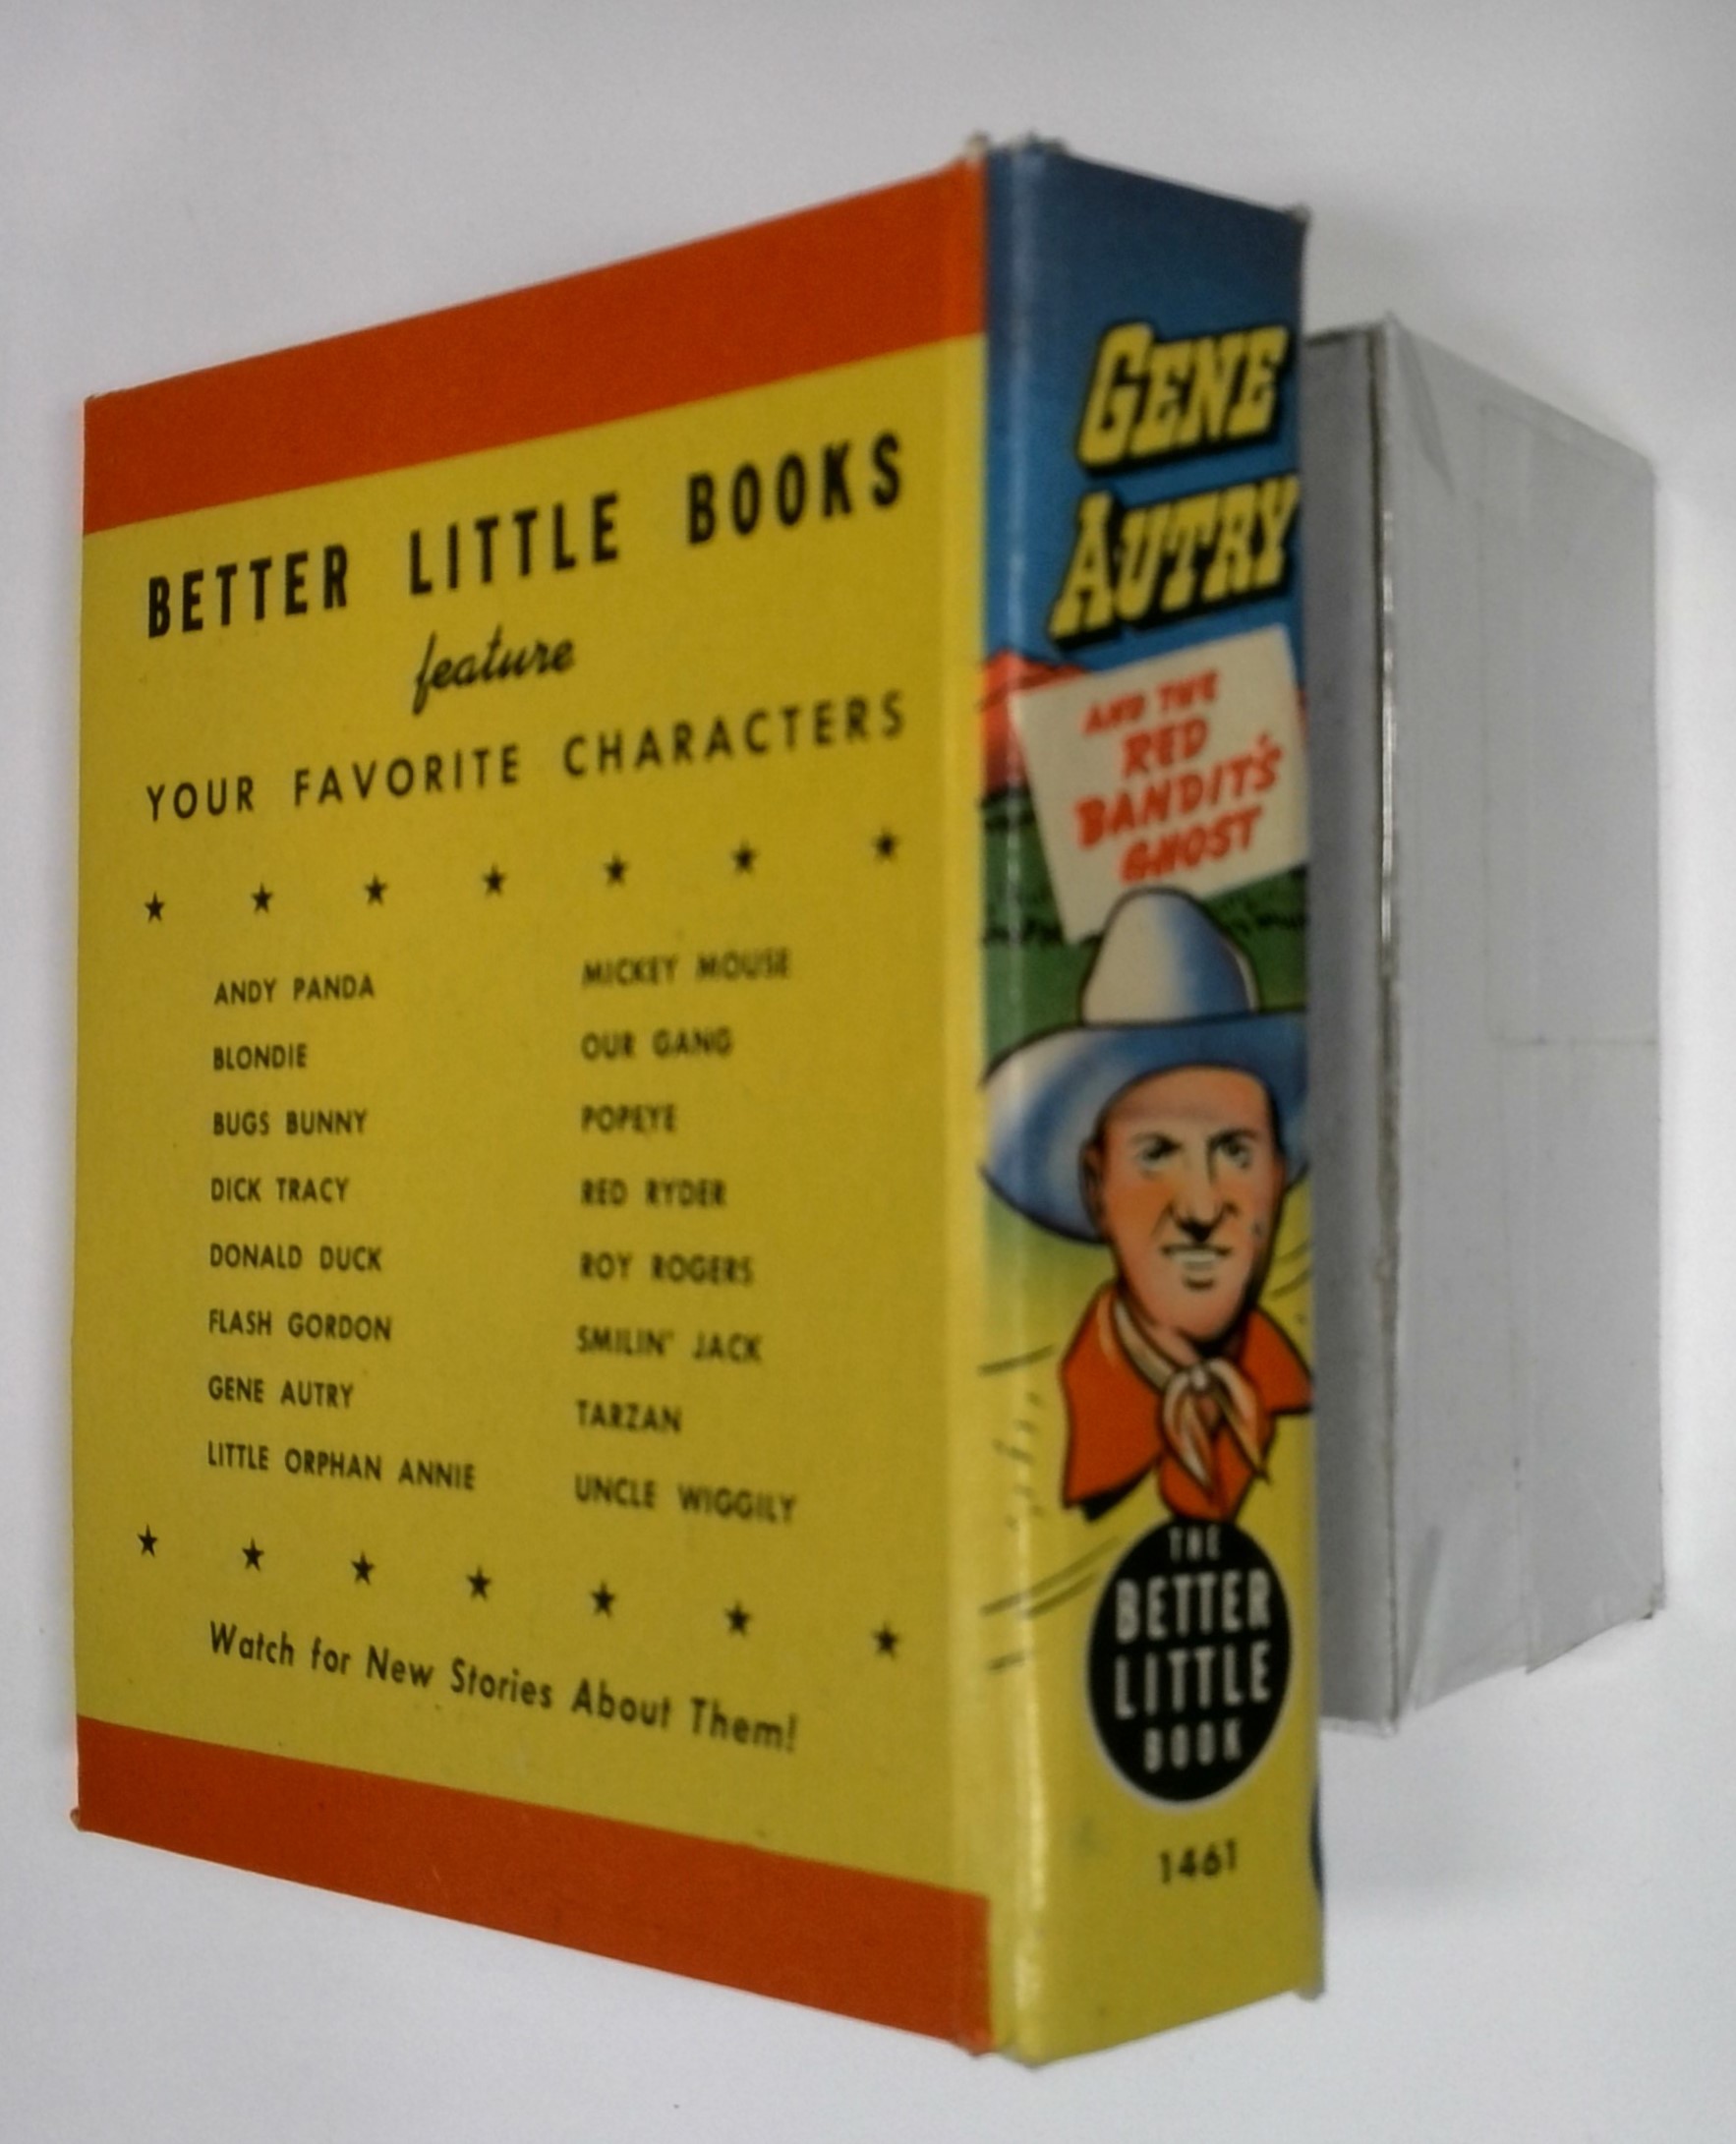 BETTER LITTLE BOOKS
feature
YOUR FAVORITE CHARACTERS
ANDY PANDA
BLONDIE
BUGS BUNNY
DICK TRACY
DONALD DUCK
FLASH GORDON
GENE AUTRY
LITTLE ORPHAN ANNIE
MICKEY MOUSE
OUR GANG
POPEYE
RED RYDER
ROY ROGERS
SMILIN' JACK
TARZAN
UNCLE WIGGILY
Watch for New Stories About Them!
GENE
AUTRY
AND THE
RED
BANDIT'S
GHOST
THE
BETTER
LITTLE
BOOK
1461